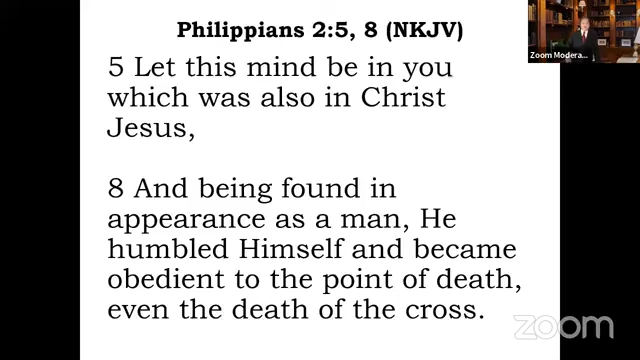 Philippians 2:5, 8 (NKJV)
5 Let this mind be in you
which was also in Christ
Jesus,
8 And being found in
appearance as a man, He
humbled Himself and became
obedient to the point of death,
even the death of the cross.
Zoom Modera...
zoom